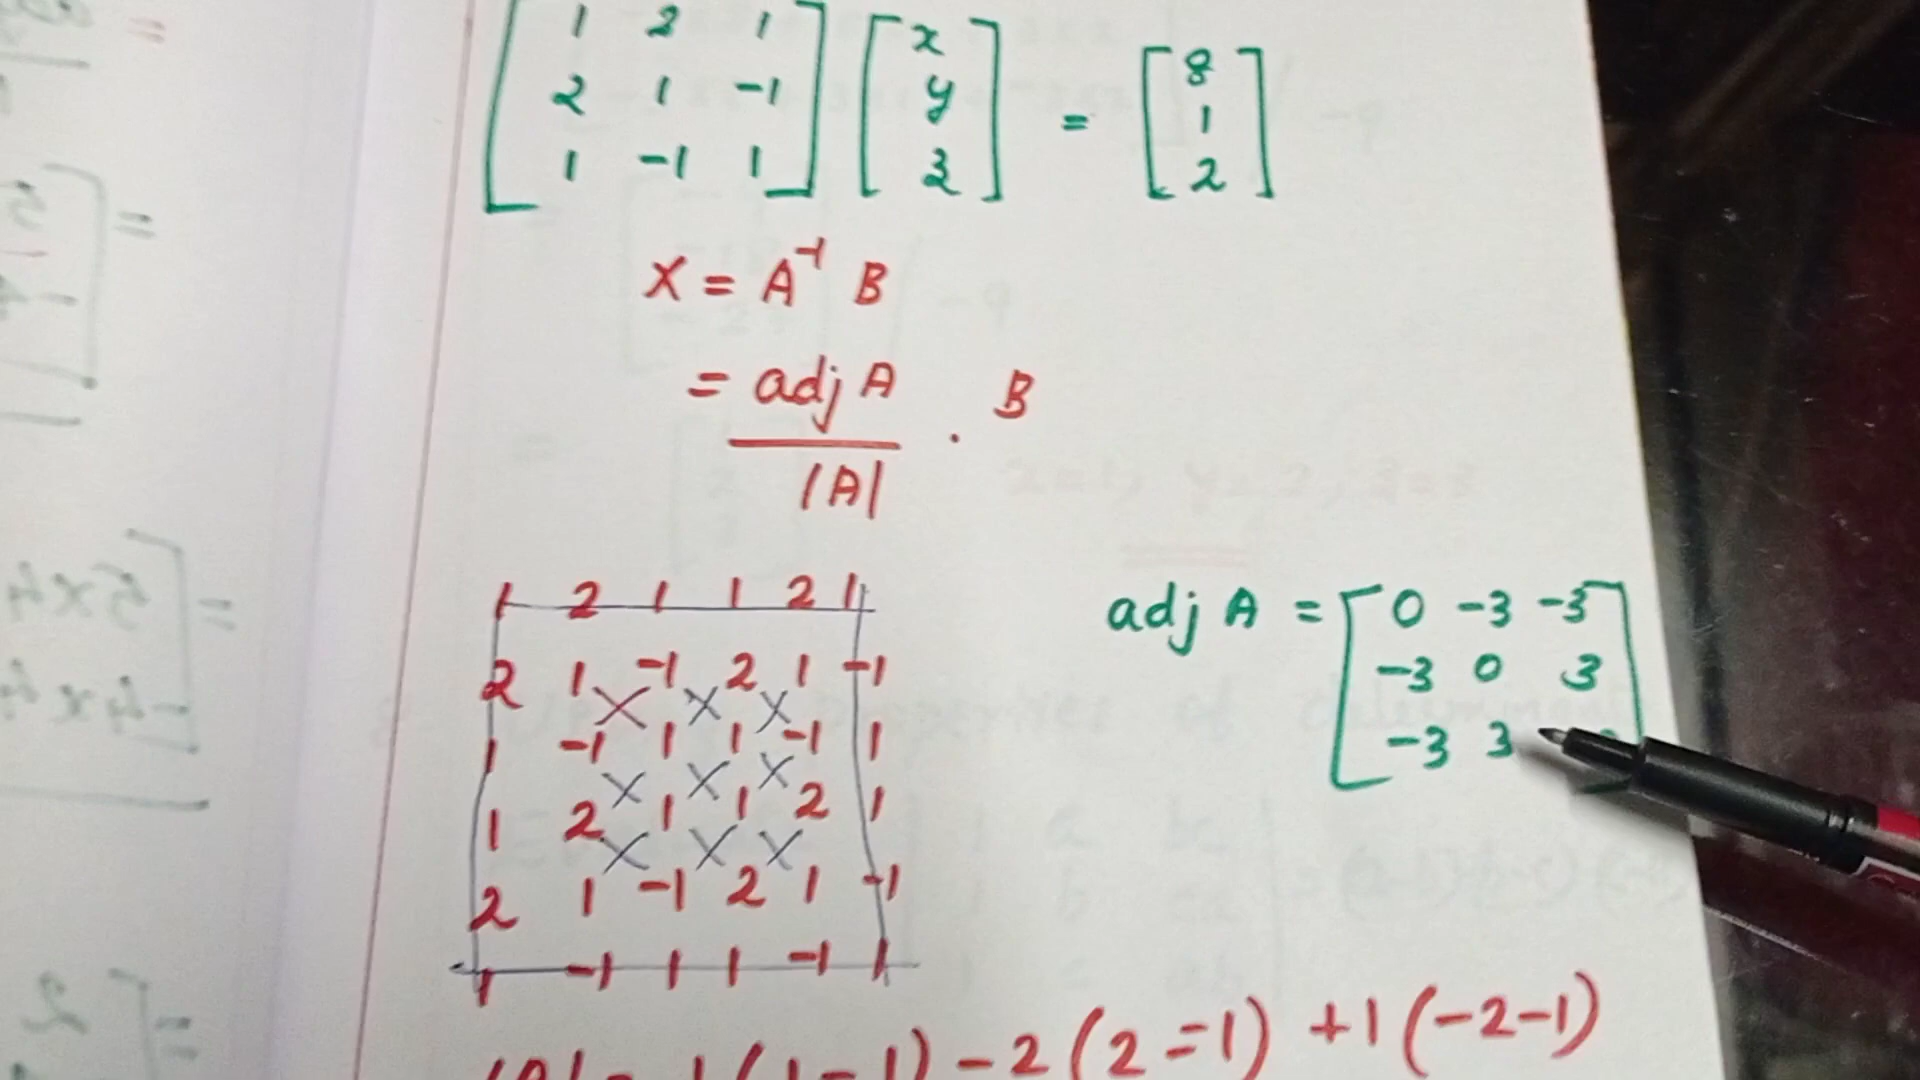 [1 2 1] [x] [8]
[2 1 -1] [y] = [1]
[1 -1 1] [z] [2]
X = A⁻¹ B
= adj A . B
|A|
1 2 1 1 2 1
2 1 -1 2 1 -1
1 -1 1 1 -1 1
1 2 1 1 2 1
2 1 -1 2 1 -1
1 -1 1 1 -1 1
adj A = [0 -3 -3]
[-3 0 3]
[-3 3
|A| = 1(1-1) -2(2=1) +1(-2-1)